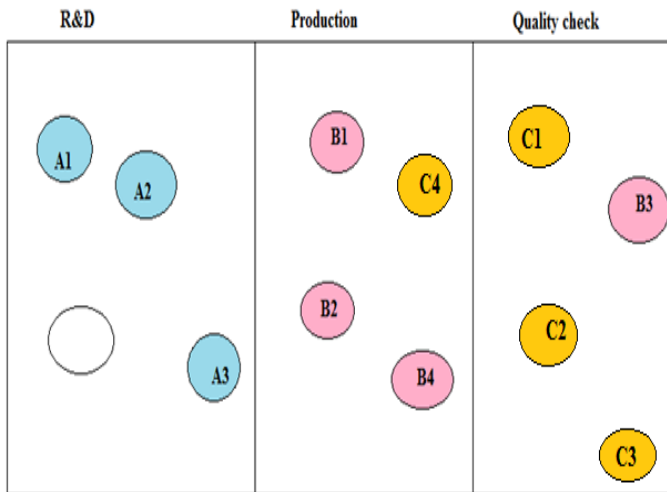 R&D
Production
Quality check
A1
A2
A3
B1
C4
B2
B4
C1
B3
C2
C3